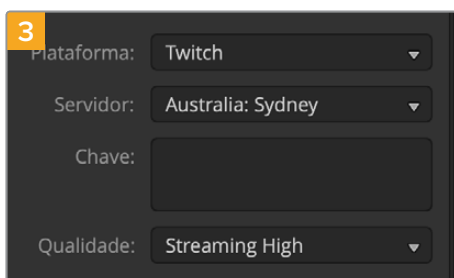 3
Plataforma: Twitch
Servidor: Australia: Sydney
Chave:
Qualidade: Streaming High